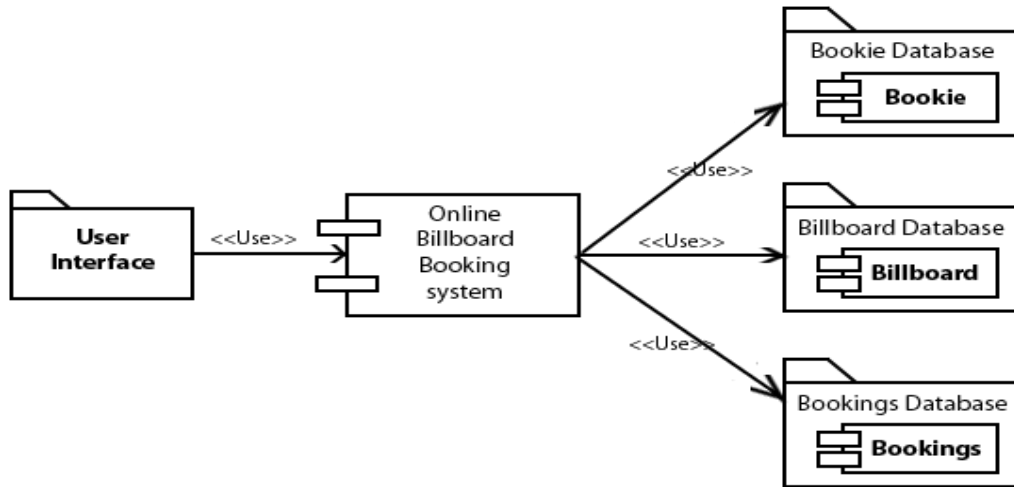 User
Interface
<<Use>>
Online
Billboard
Booking
system
<<Use>>
Bookie Database
Bookie
<<Use>>
Billboard Database
Billboard
<<Use>>
Bookings Database
Bookings